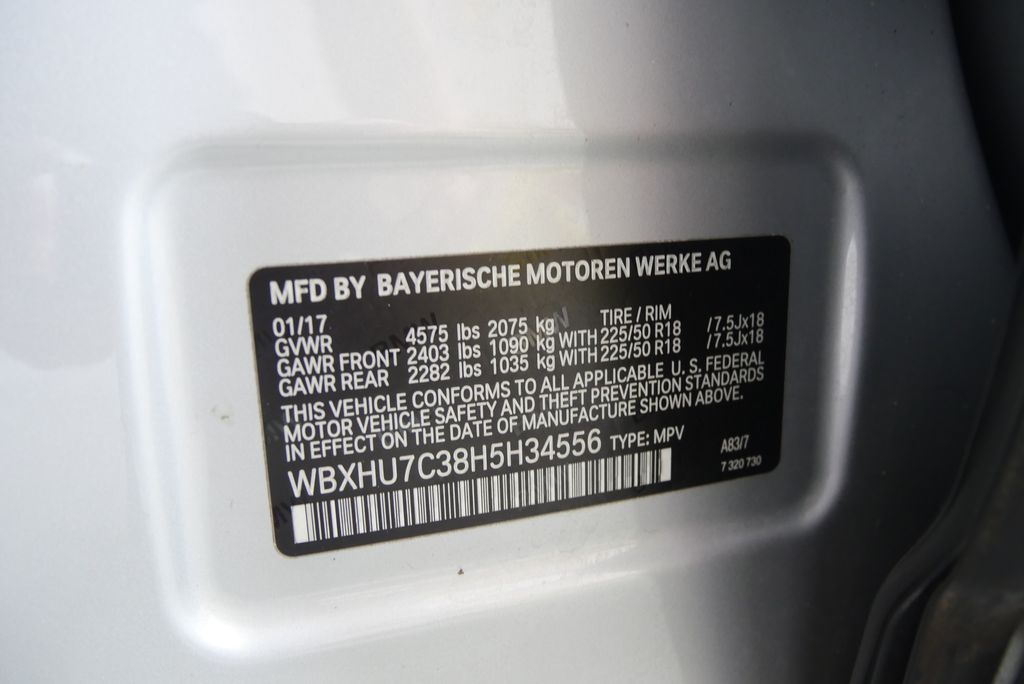 MFD BY BAYERISCHE MOTOREN WERKE AG
01/17 TIRE / RIM
GVWR 4575 lbs 2075 kg
GAWR FRONT 2403 lbs 1090 kg WITH 225/50 R18 /7.5Jx18
GAWR REAR 2282 lbs 1035 kg WITH 225/50 R18 /7.5Jx18
THIS VEHICLE CONFORMS TO ALL APPLICABLE U. S. FEDERAL
MOTOR VEHICLE SAFETY AND THEFT PREVENTION STANDARDS
IN EFFECT ON THE DATE OF MANUFACTURE SHOWN ABOVE.
WBXHU7C38H5H34556 TYPE: MPV A83/7
7 320 730